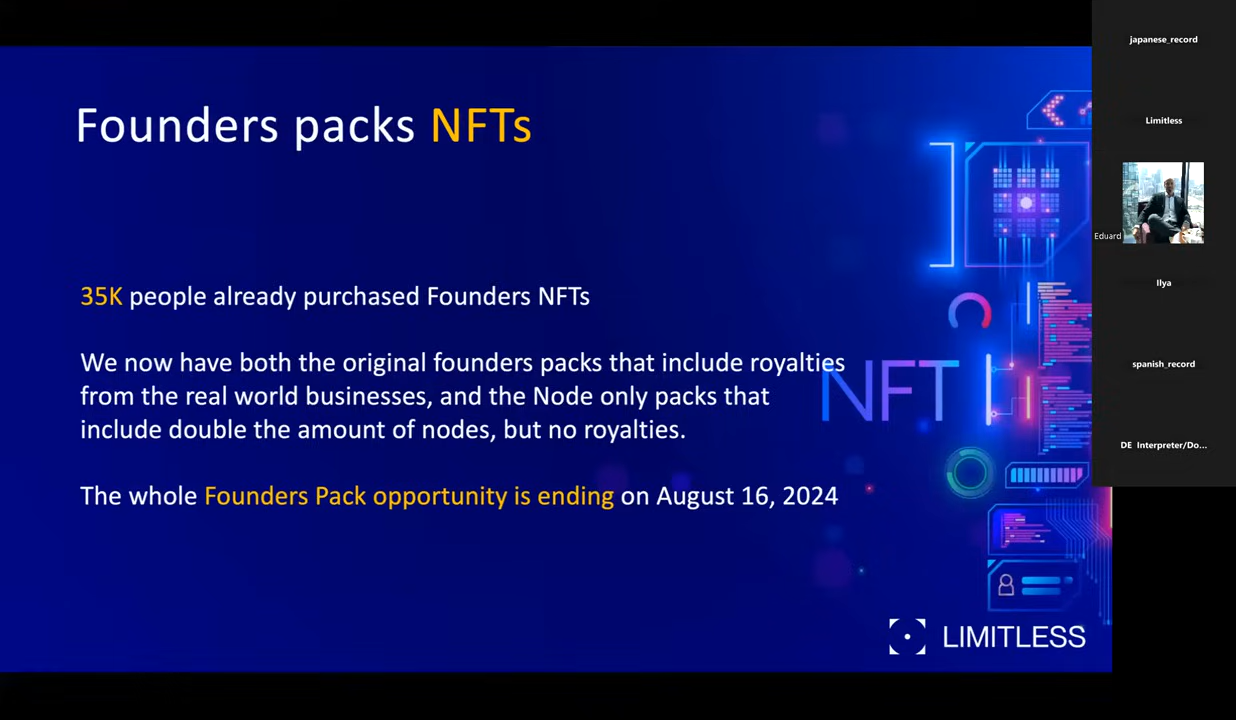 Founders packs NFTs
35K people already purchased Founders NFTs
We now have both the original founders packs that include royalties
from the real world businesses, and the Node only packs that
include double the amount of nodes, but no royalties.
The whole Founders Pack opportunity is ending on August 16, 2024
NFT
LIMITLESS
japanese_record
Limitless
Eduard
Ilya
spanish_record
DE Interpreter/Do...